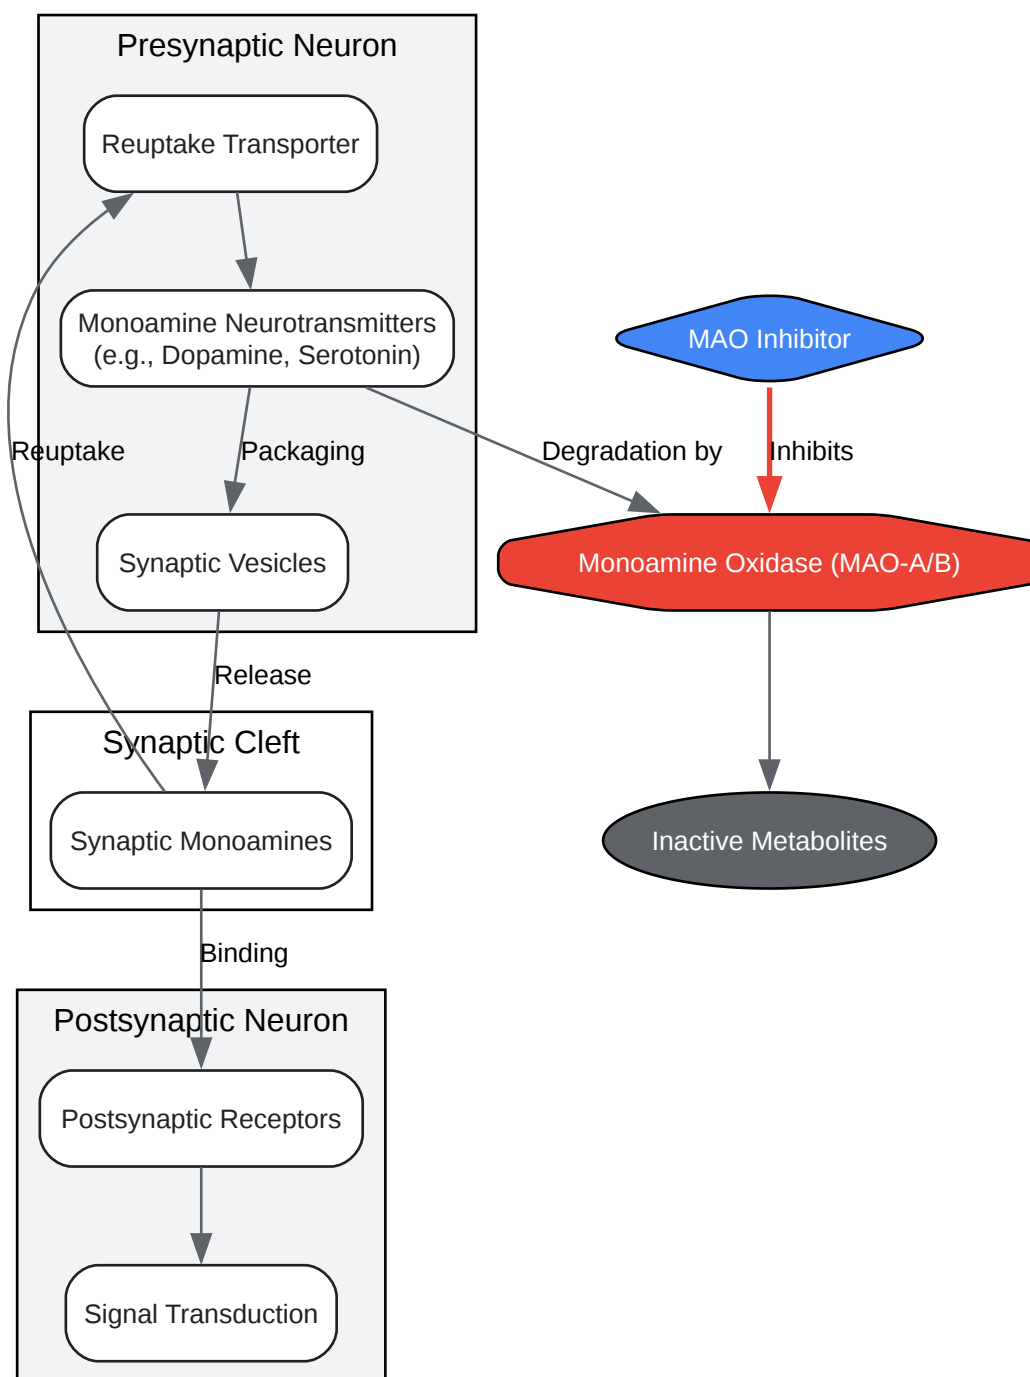 Presynaptic Neuron
Reuptake Transporter
Monoamine Neurotransmitters
(e.g., Dopamine, Serotonin)
MAO Inhibitor
Reuptake
Packaging
Degradation by
Inhibits
Synaptic Vesicles
Monoamine Oxidase (MAO-A/B)
Release
Synaptic Cleft
Synaptic Monoamines
Inactive Metabolites
Binding
Postsynaptic Neuron
Postsynaptic Receptors
Signal Transduction